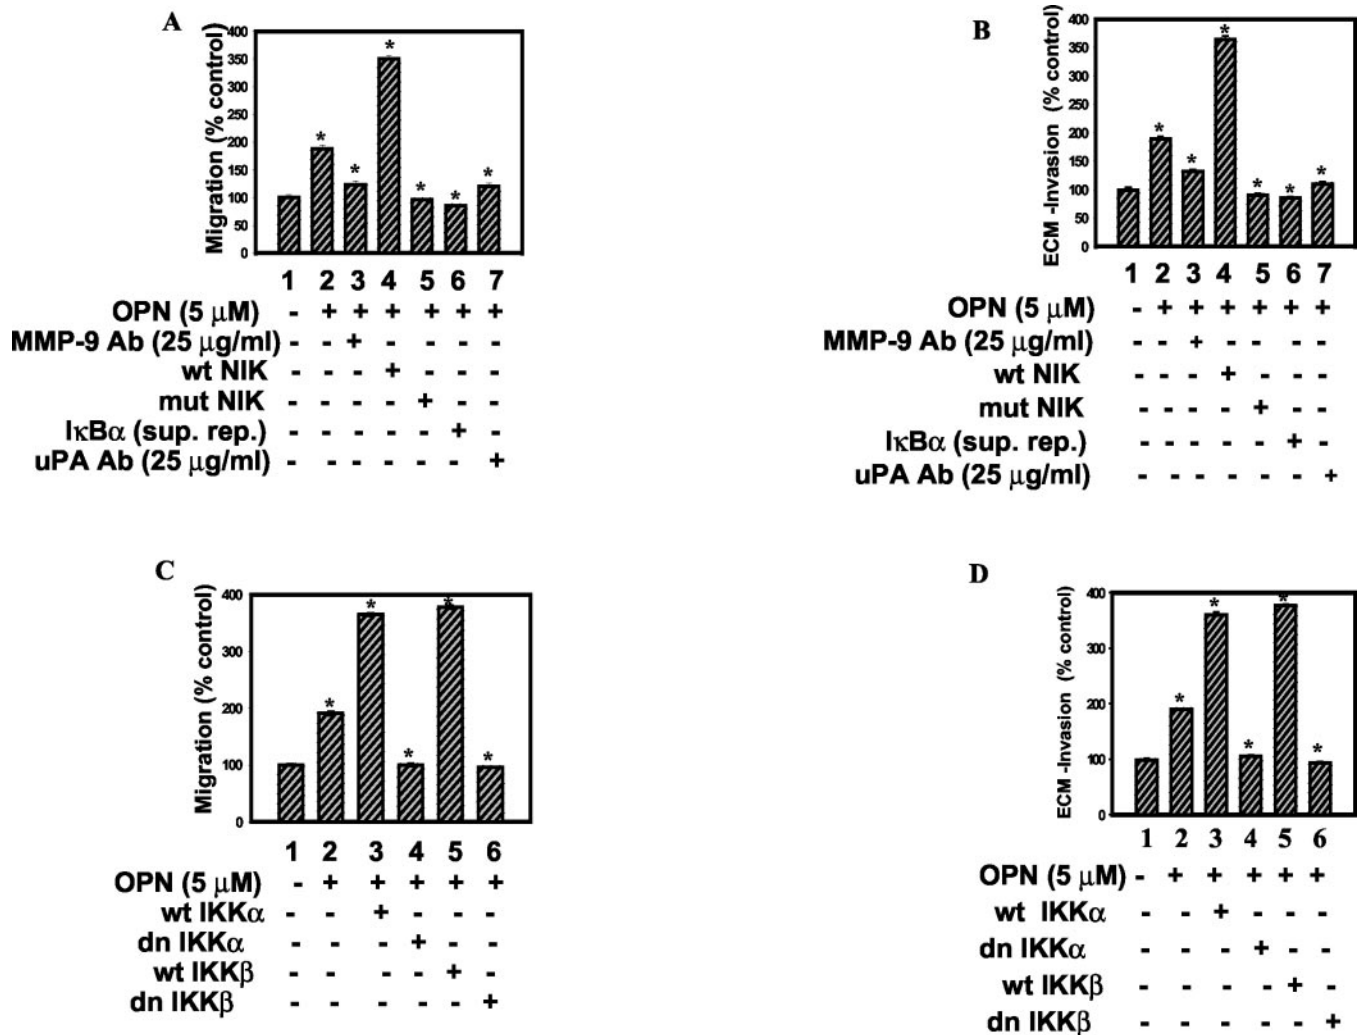 A
Migration (% control)
400
350
300
250
200
150
100
50
0
* * * * * *
1 2 3 4 5 6 7
OPN (5 μM) - + + + + + +
MMP-9 Ab (25 μg/ml) - - + - - - -
wt NIK - - - + - - -
mut NIK - - - - + - -
IκBα (sup. rep.) - - - - - + -
uPA Ab (25 μg/ml) - - - - - - +
B
ECM -Invasion (% control)
400
350
300
250
200
150
100
50
0
* * * * * *
1 2 3 4 5 6 7
OPN (5 μM) - + + + + + +
MMP-9 Ab (25 μg/ml) - - + - - - -
wt NIK - - - + - - -
mut NIK - - - - + - -
IκBα (sup. rep.) - - - - - + -
uPA Ab (25 μg/ml) - - - - - - +
C
Migration (% control)
400
300
200
100
0
* * * * *
1 2 3 4 5 6
OPN (5 μM) - + + + + +
wt IKKα - - + - - -
dn IKKα - - - + - -
wt IKKβ - - - - + -
dn IKKβ - - - - - +
D
ECM -Invasion (% control)
400
300
200
100
0
* * * * *
1 2 3 4 5 6
OPN (5 μM) - + + + + +
wt IKKα - - + - - -
dn IKKα - - - + - -
wt IKKβ - - - - + -
dn IKKβ - - - - - +